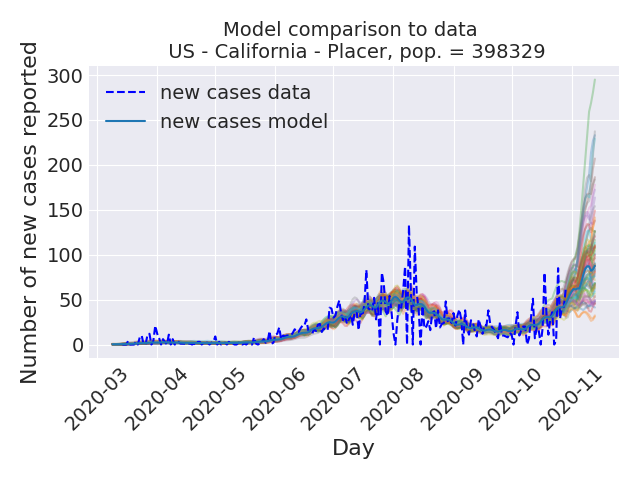 Model comparison to data
US - California - Placer, pop. = 398329
Number of new cases reported
300
250
200
150
100
50
0
new cases data
new cases model
2020-03
2020-04
2020-05
2020-06
2020-07
2020-08
2020-09
2020-10
2020-11
Day